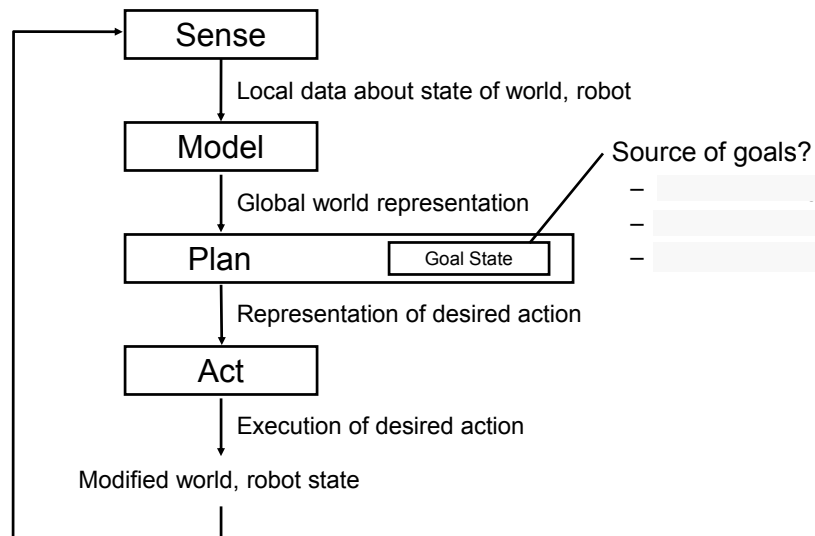 Sense
Local data about state of world, robot
Model
Source of goals?
Global world representation
–
Plan
Goal State
–
–
Representation of desired action
Act
Execution of desired action
Modified world, robot state